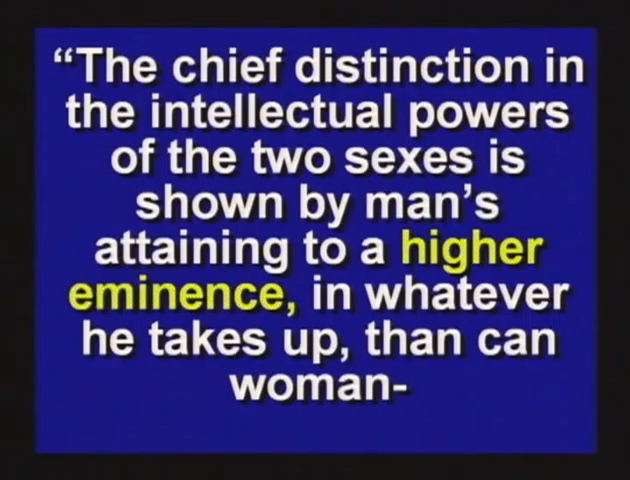 “The chief distinction in
the intellectual powers
of the two sexes is
shown by man’s
attaining to a higher
eminence, in whatever
he takes up, than can
woman-